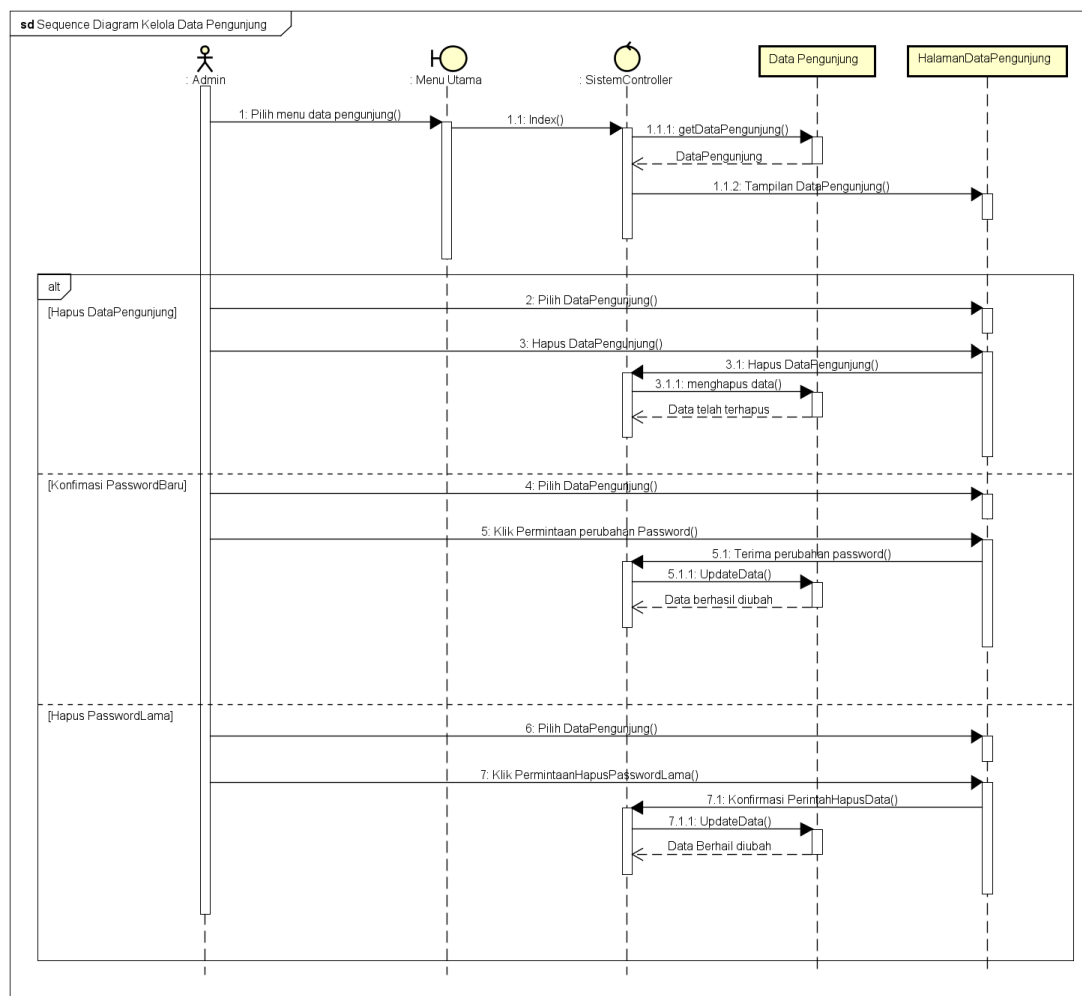 sd Sequence Diagram Kelola Data Pengunjung
: Admin
: Menu Utama
: SistemController
Data Pengunjung
HalamanDataPengunjung
1: Pilih menu data pengunjung()
1.1: Index()
1.1.1: getDataPengunjung()
DataPengunjung
1.1.2: Tampilan DataPengunjung()
alt
[Hapus DataPengunjung]
2: Pilih DataPengunjung()
3: Hapus DataPengunjung()
3.1: Hapus DataPengunjung()
3.1.1: menghapus data()
Data telah terhapus
[Konfimasi PasswordBaru]
4: Pilih DataPengunjung()
5: Klik Permintaan perubahan Password()
5.1: Terima perubahan password()
5.1.1: UpdateData()
Data berhasil diubah
[Hapus PasswordLama]
6: Pilih DataPengunjung()
7: Klik PermintaanHapusPasswordLama()
7.1: Konfirmasi PerintahHapusData()
7.1.1: UpdateData()
Data Berhail diubah